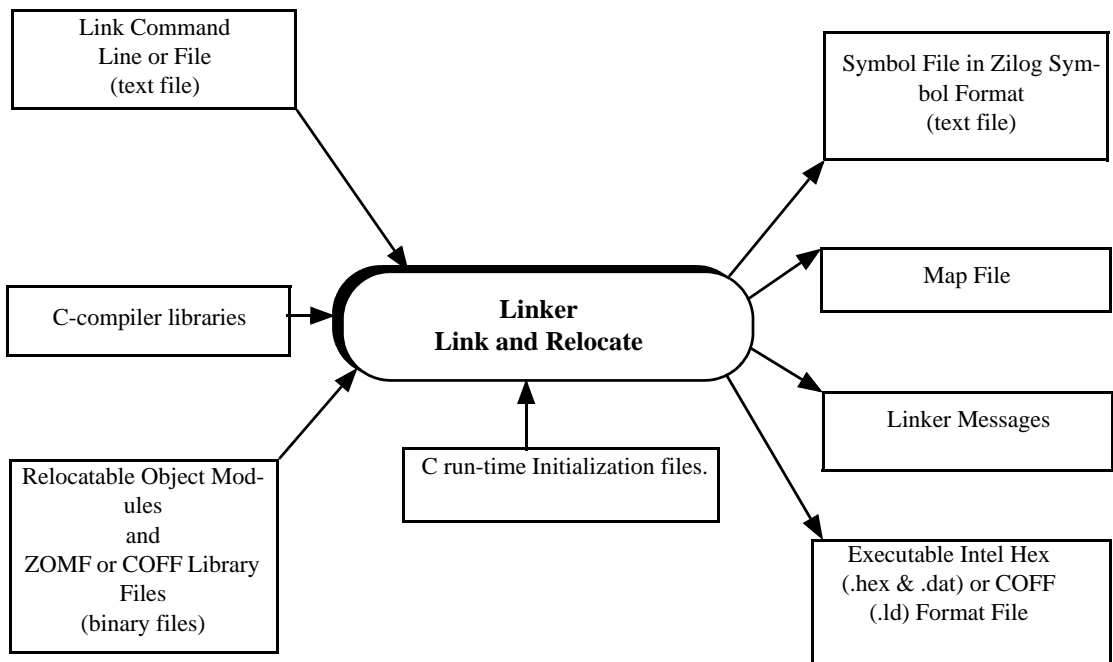 Link Command
Line or File
(text file)
Symbol File in Zilog Sym-
bol Format
(text file)
Map File
C-compiler libraries
Linker
Link and Relocate
Linker Messages
Relocatable Object Mod-
ules
and
ZOMF or COFF Library
Files
(binary files)
C run-time Initialization files.
Executable Intel Hex
(.hex & .dat) or COFF
(.ld) Format File